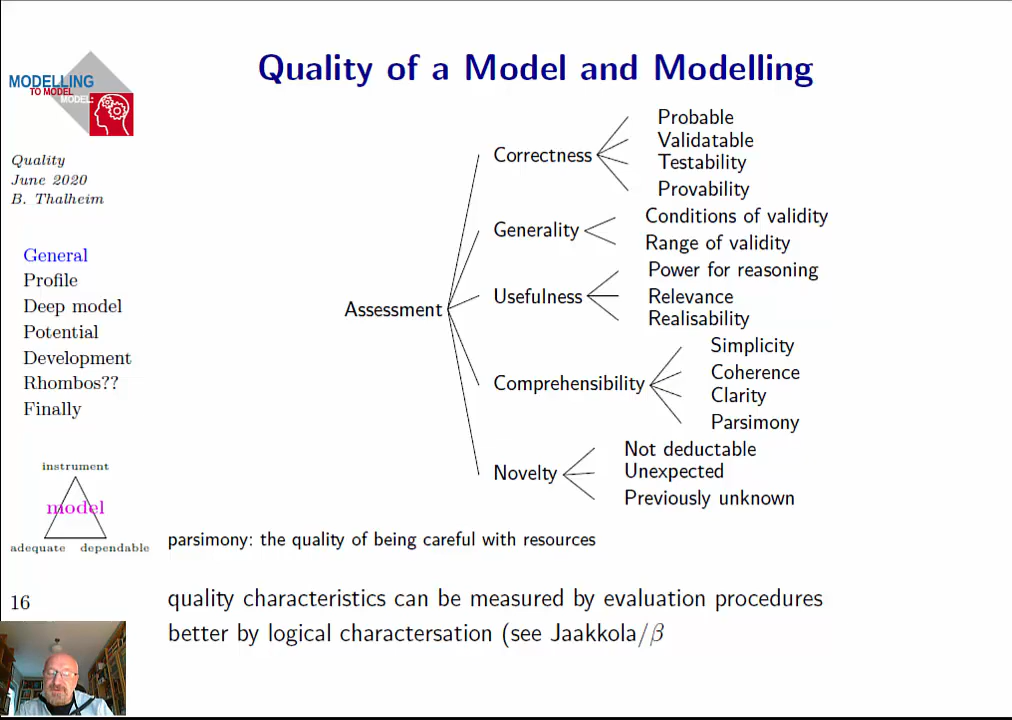 Quality of a Model and Modelling
MODELLING
TO MODEL
MODEL:
Quality
June 2020
B. Thalheim
General
Profile
Deep model
Potential
Development
Rhombos??
Finally
instrument
model
adequate dependable
16
Assessment
Correctness
Probable
Validatable
Testability
Provability
Generality
Conditions of validity
Range of validity
Usefulness
Power for reasoning
Relevance
Realisability
Comprehensibility
Simplicity
Coherence
Clarity
Parsimony
Novelty
Not deductable
Unexpected
Previously unknown
parsimony: the quality of being careful with resources
quality characteristics can be measured by evaluation procedures
better by logical charactersation (see Jaakkola/β